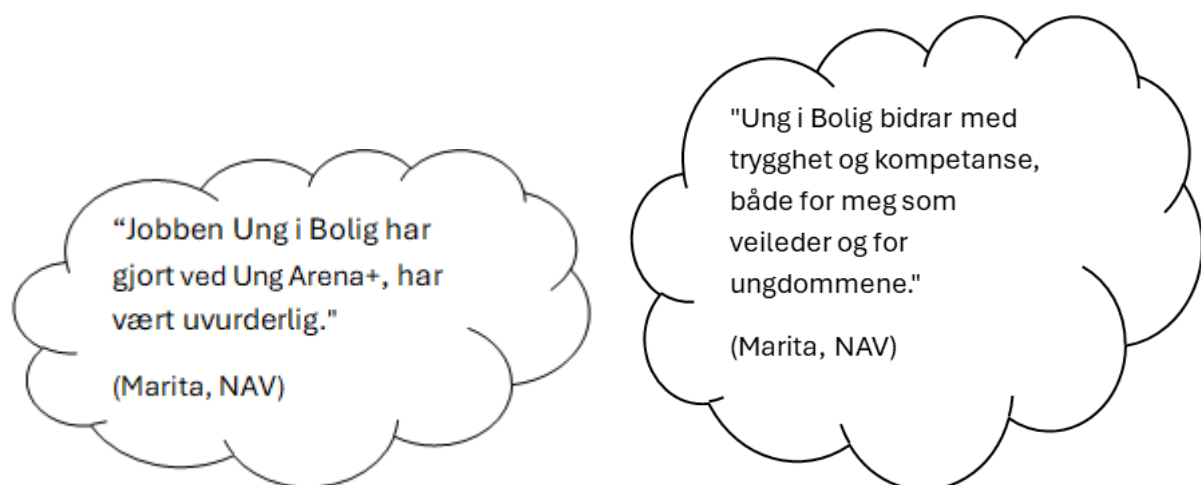 “Jobben Ung i Bolig har
gjort ved Ung Arena+, har
vært uvurderlig."
(Marita, NAV)
"Ung i Bolig bidrar med
trygghet og kompetanse,
både for meg som
veileder og for
ungdommene."
(Marita, NAV)